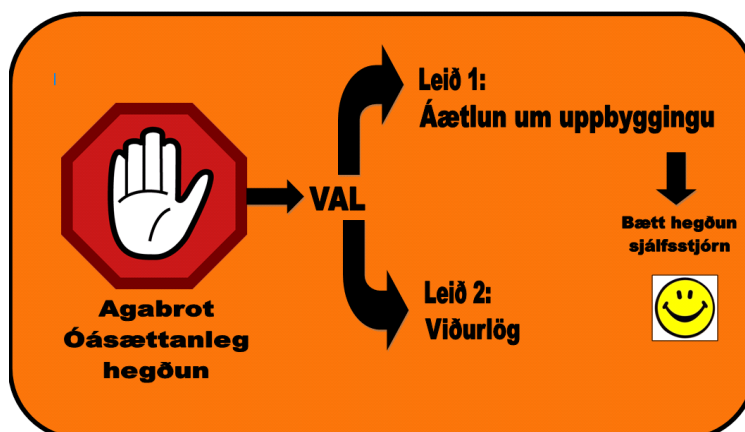 Agabrot
Óásættanleg
hegðun
VAL
Leið 1:
Áætlun um uppbyggingu
Bætt hegðun
sjálfsstjórn
Leið 2:
Viðurlög